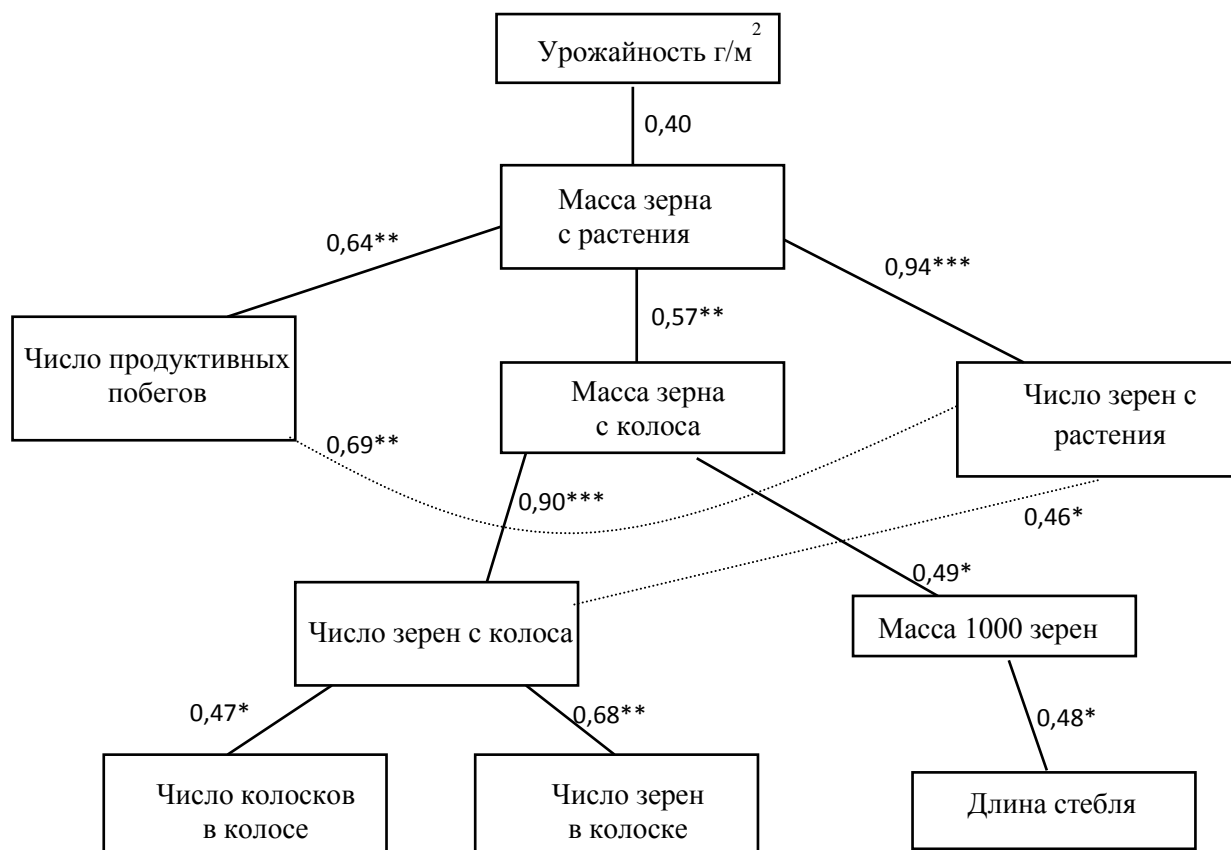 Урожайность г/м2
0,40
Масса зерна
с растения
0,64**
0,94***
0,57**
Число продуктивных
побегов
Масса зерна
с колоса
Число зерен с
растения
0,69**
0,90***
0,46*
0,49*
Число зерен с колоса
Масса 1000 зерен
0,47*
0,68**
0,48*
Число колосков
в колосе
Число зерен
в колоске
Длина стебля